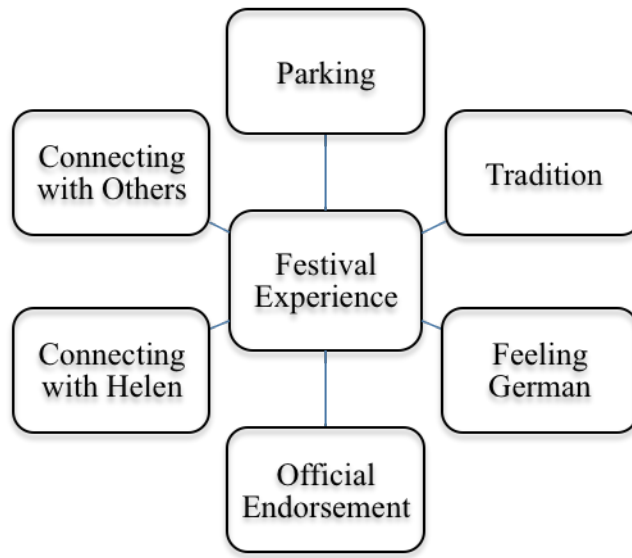 Parking
Connecting
with Others
Tradition
Festival
Experience
Connecting
with Helen
Feeling
German
Official
Endorsement